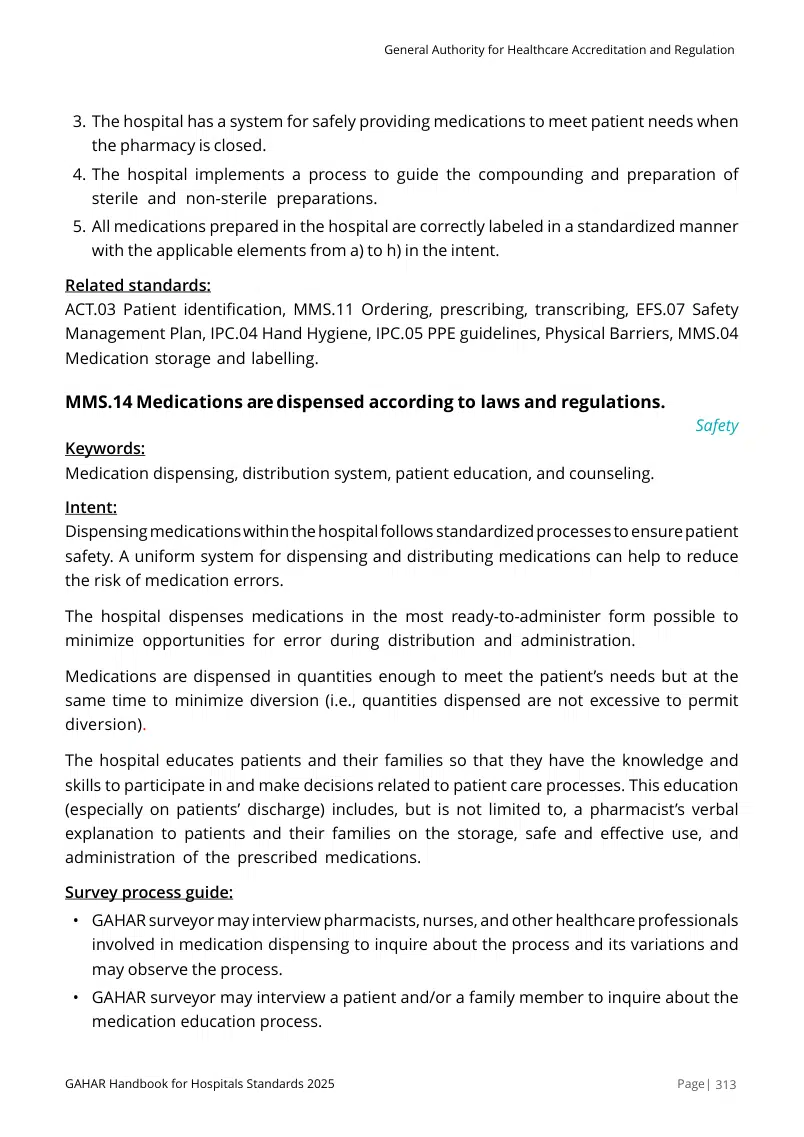 General Authority for Healthcare Accreditation and Regulation
3. The hospital has a system for safely providing medications to meet patient needs when
the pharmacy is closed.
4. The hospital implements a process to guide the compounding and preparation of
sterile and non-sterile preparations.
5. All medications prepared in the hospital are correctly labeled in a standardized manner
with the applicable elements from a) to h) in the intent.
Related standards:
ACT.03 Patient identification, MMS.11 Ordering, prescribing, transcribing, EFS.07 Safety
Management Plan, IPC.04 Hand Hygiene, IPC.05 PPE guidelines, Physical Barriers, MMS.04
Medication storage and labelling.
MMS.14 Medications are dispensed according to laws and regulations.
Safety
Keywords:
Medication dispensing, distribution system, patient education, and counseling.
Intent:
Dispensing medications within the hospital follows standardized processes to ensure patient
safety. A uniform system for dispensing and distributing medications can help to reduce
the risk of medication errors.
The hospital dispenses medications in the most ready-to-administer form possible to
minimize opportunities for error during distribution and administration.
Medications are dispensed in quantities enough to meet the patient’s needs but at the
same time to minimize diversion (i.e., quantities dispensed are not excessive to permit
diversion).
The hospital educates patients and their families so that they have the knowledge and
skills to participate in and make decisions related to patient care processes. This education
(especially on patients’ discharge) includes, but is not limited to, a pharmacist’s verbal
explanation to patients and their families on the storage, safe and effective use, and
administration of the prescribed medications.
Survey process guide:
• GAHAR surveyor may interview pharmacists, nurses, and other healthcare professionals
involved in medication dispensing to inquire about the process and its variations and
may observe the process.
• GAHAR surveyor may interview a patient and/or a family member to inquire about the
medication education process.
GAHAR Handbook for Hospitals Standards 2025
Page| 313